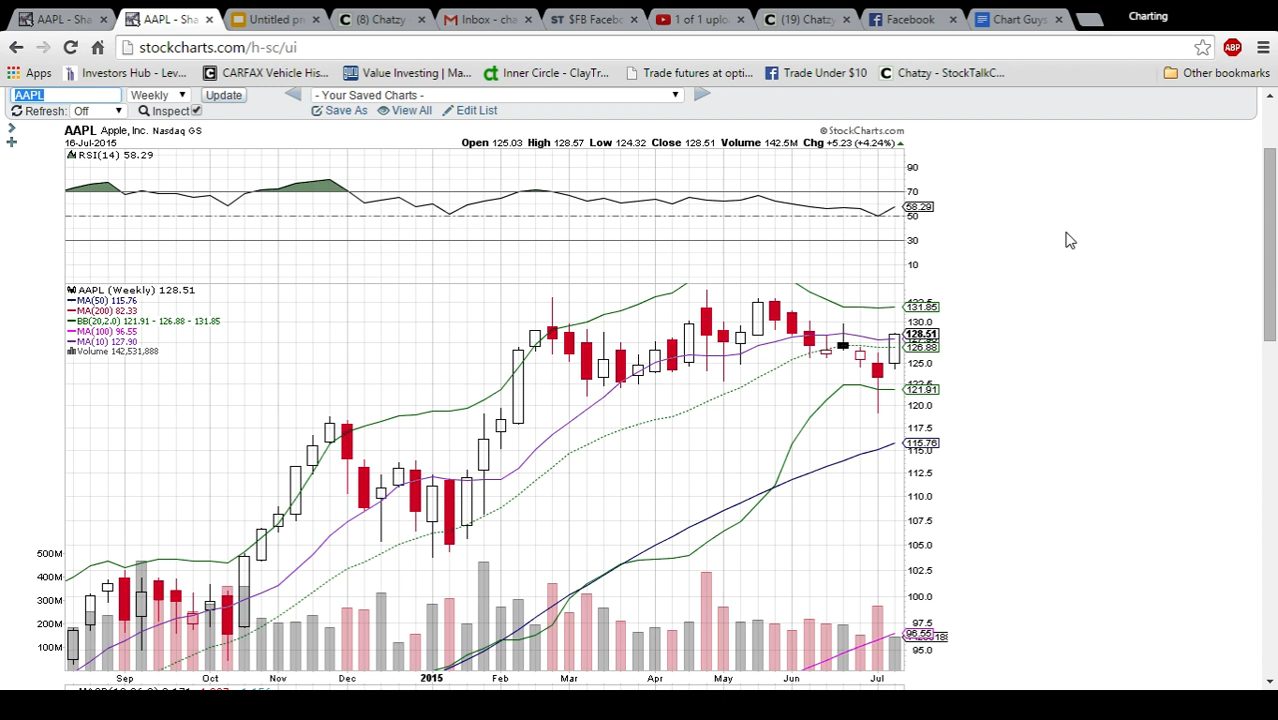 AAPL - Sha
AAPL - Sha
Untitled pr
(8) Chatzy
Inbox - cha
$FB Facebo
1 of 1 uplo
(19) Chatzy
Facebook
Chart Guys
Charting
stockcharts.com/h-sc/ui
Apps
Investors Hub - Lev...
CARFAX Vehicle His...
Value Investing | Ma...
Inner Circle - ClayTr...
Trade futures as opti...
Trade Under $10
Chatzy - StockTalkC...
Other bookmarks
AAPL
Weekly
Update
- Your Saved Charts -
Refresh: Off
Inspect
Save As
View All
Edit List
AAPL Apple, Inc. Nasdaq GS
© StockCharts.com
16-Jul-2015
Open 125.03 High 128.57 Low 124.32 Close 128.51 Volume 142.5M Chg +5.23 (+4.24%)
RSI(14) 58.29
90
70
58.29
50
30
10
AAPL (Weekly) 128.51
MA(50) 115.76
MA(200) 82.33
BB(20,2.0) 121.91 - 126.88 - 131.85
MA(100) 96.55
MA(10) 127.90
Volume 142,531,888
131.85
130.0
128.51
126.88
125.0
121.91
120.0
117.5
115.76
115.0
112.5
110.0
107.5
105.0
102.5
100.0
97.5
96.55
95.0
500M
400M
300M
200M
100M
Sep
Oct
Nov
Dec
2015
Feb
Mar
Apr
May
Jun
Jul